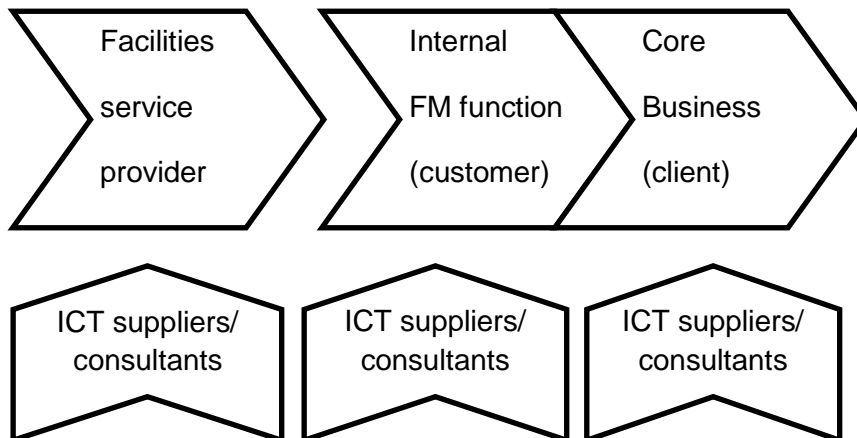 Facilities
service
provider
Internal
FM function
(customer)
Core
Business
(client)
ICT suppliers/
consultants
ICT suppliers/
consultants
ICT suppliers/
consultants